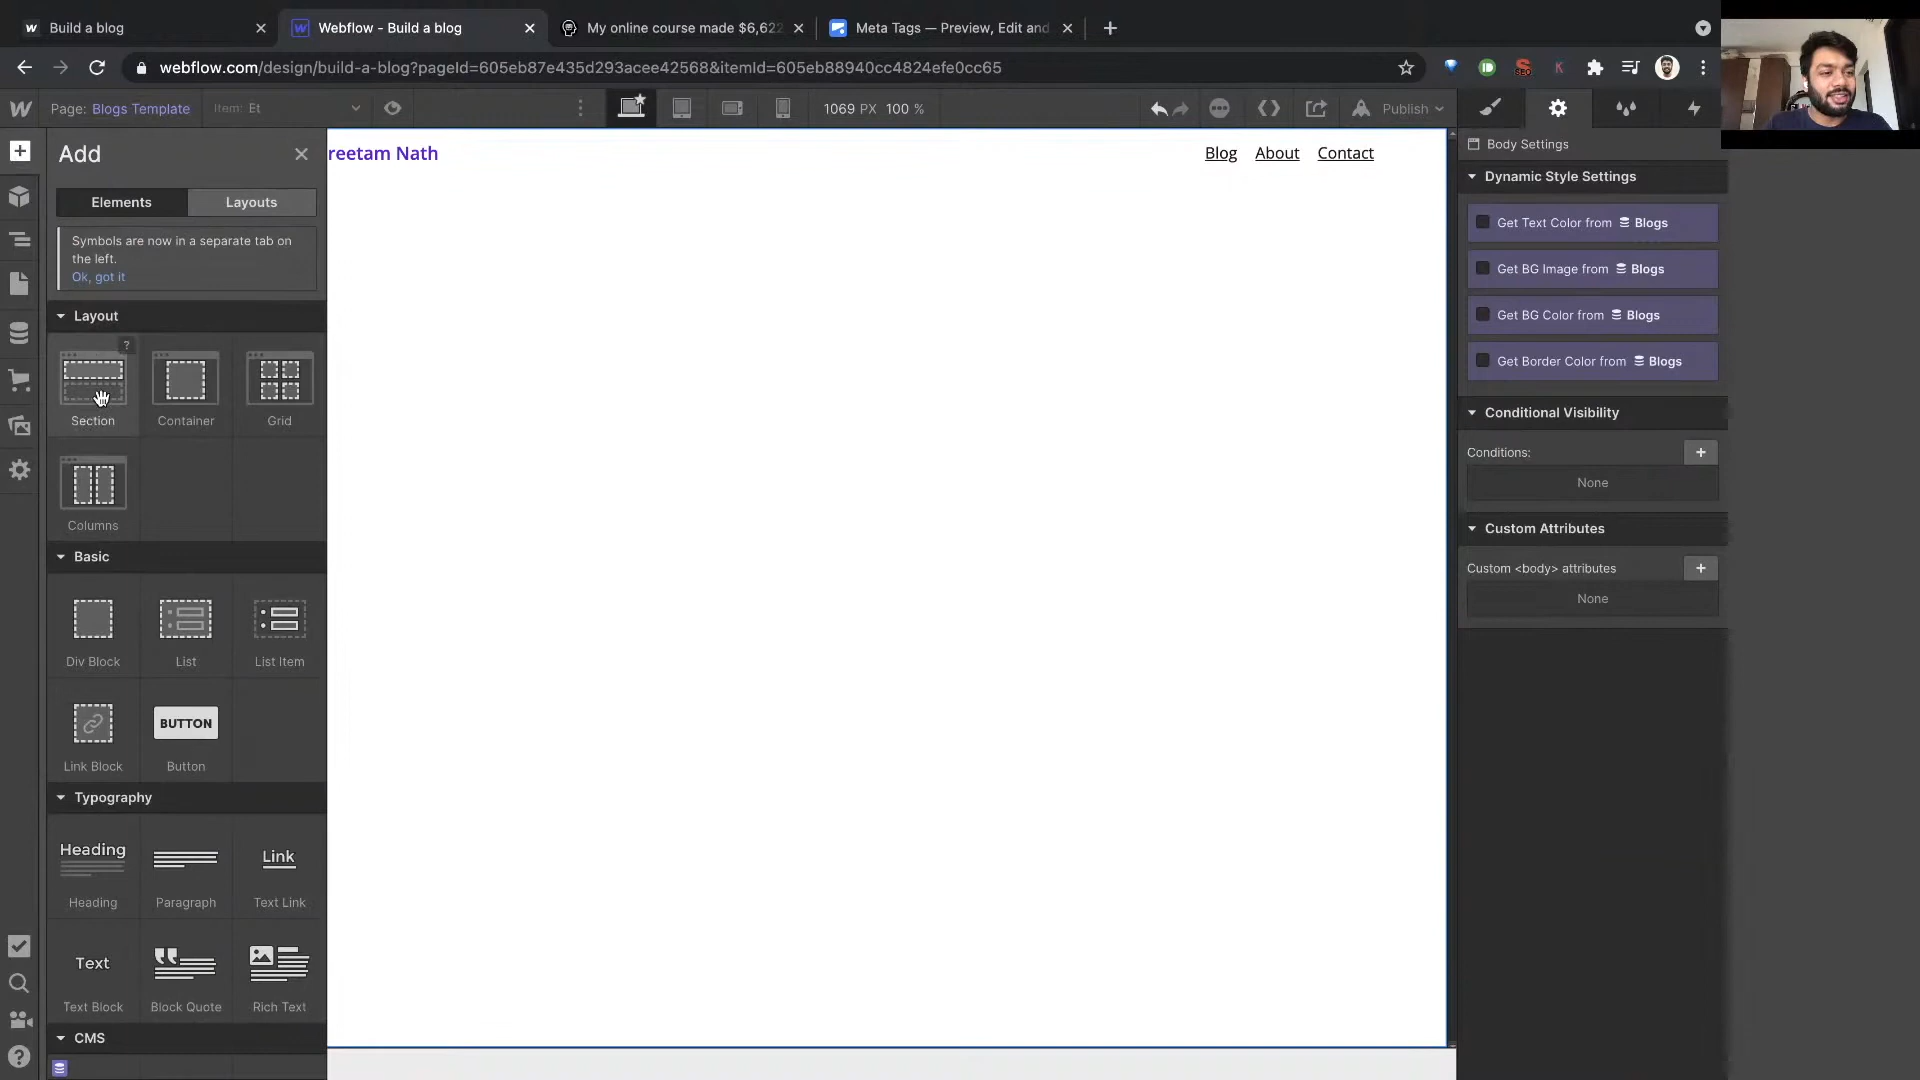 Build a blog
Webflow - Build a blog
My online course made $6,622
Meta Tags — Preview, Edit and
webflow.com/design/build-a-blog?pageId=605eb87e435d293acee42568&itemId=605eb88940cc4824efe0cc65
Page: Blogs Template
Item: Et
1069 PX 100 %
Publish
Add
Elements
Layouts
Symbols are now in a separate tab on
the left.
Ok, got it
Layout
?
Section
Container
Grid
Columns
Basic
Div Block
List
List Item
Link Block
BUTTON
Button
Typography
Heading
Heading
Paragraph
Link
Text Link
Text
Text Block
Block Quote
Rich Text
CMS
reetam Nath
Blog
About
Contact
Body Settings
Dynamic Style Settings
Get Text Color from Blogs
Get BG Image from Blogs
Get BG Color from Blogs
Get Border Color from Blogs
Conditional Visibility
Conditions:
None
Custom Attributes
Custom <body> attributes
None